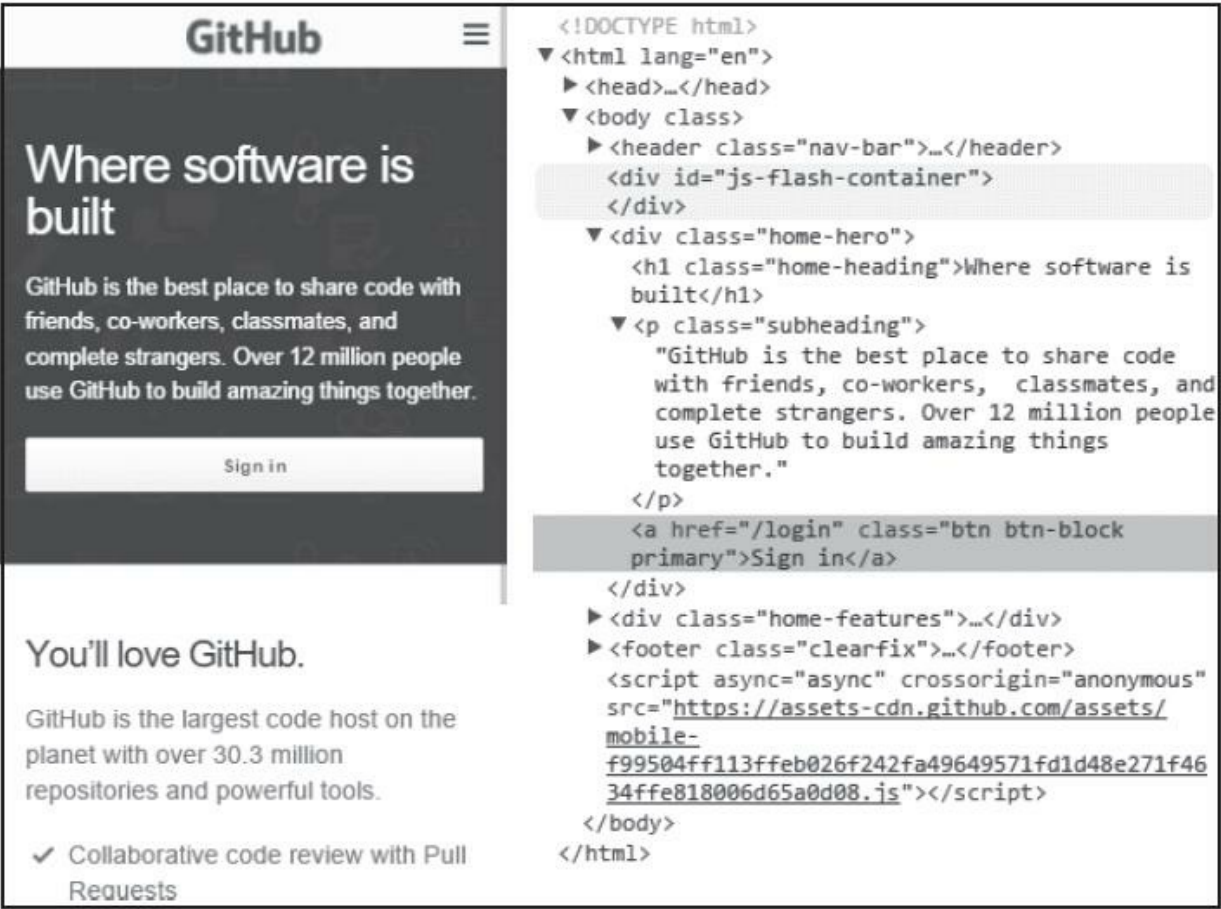 GitHub
Where software is
built
GitHub is the best place to share code with
friends, co-workers, classmates, and
complete strangers. Over 12 million people
use GitHub to build amazing things together.
Sign in
You'll love GitHub.
GitHub is the largest code host on the
planet with over 30.3 million
repositories and powerful tools.
✓ Collaborative code review with Pull
Requests
<!DOCTYPE html>
▼<html lang="en">
▶<head>…</head>
▼<body class>
▶<header class="nav-bar">…</header>
<div id="js-flash-container">
</div>
▼<div class="home-hero">
<h1 class="home-heading">Where software is
built</h1>
▼<p class="subheading">
"GitHub is the best place to share code
with friends, co-workers,  classmates, and
complete strangers. Over 12 million people
use GitHub to build amazing things
together."
</p>
<a href="/login" class="btn btn-block
primary">Sign in</a>
</div>
▶<div class="home-features">…</div>
▶<footer class="clearfix">…</footer>
<script async="async" crossorigin="anonymous"
src="https://assets-cdn.github.com/assets/
mobile-
f99504ff113ffeb026f242fa49649571fd1d48e271f46
34ffe818006d65a0d08.js"></script>
</body>
</html>